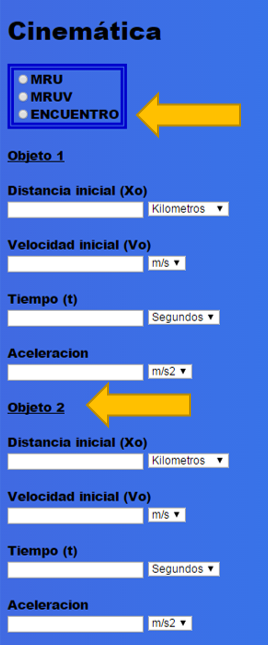 Cinemática
MRU
MRUV
ENCUENTRO
Objeto 1
Distancia inicial (Xo)
Kilometros
Velocidad inicial (Vo)
m/s
Tiempo (t)
Segundos
Aceleracion
m/s2
Objeto 2
Distancia inicial (Xo)
Kilometros
Velocidad inicial (Vo)
m/s
Tiempo (t)
Segundos
Aceleracion
m/s2